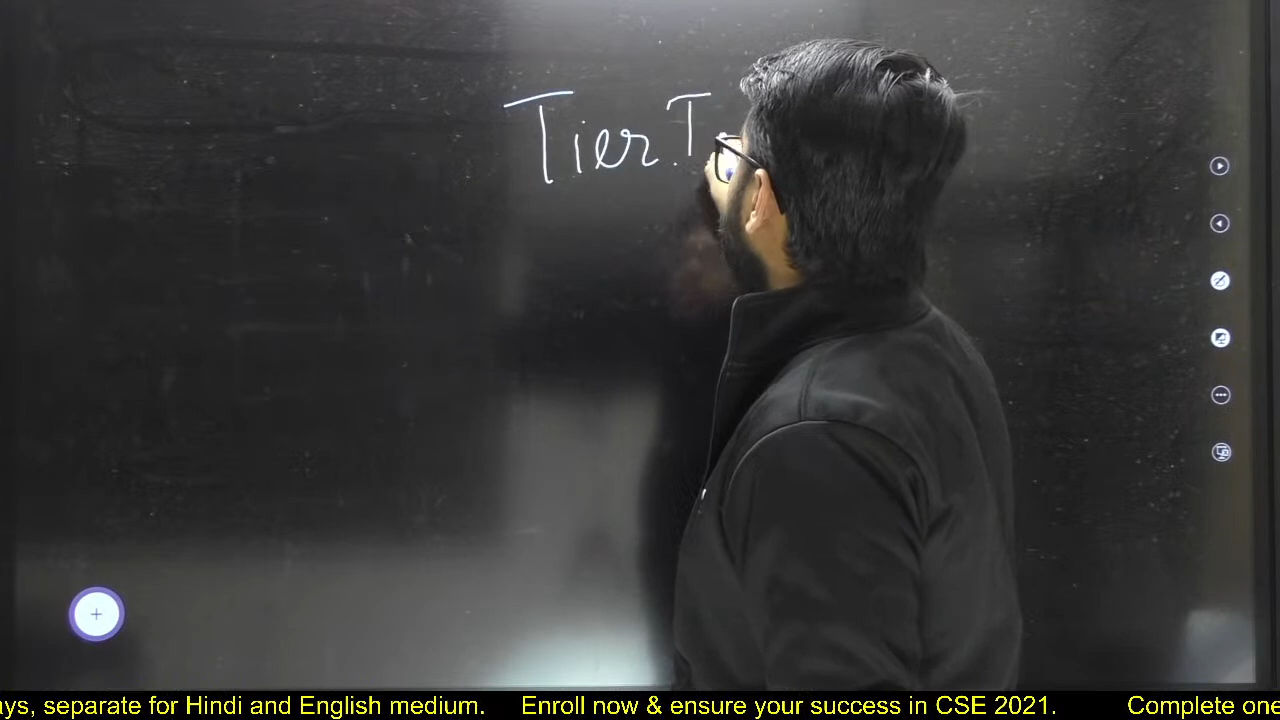 Tier. T
ays, separate for Hindi and English medium. Enroll now & ensure your success in CSE 2021. Complete one